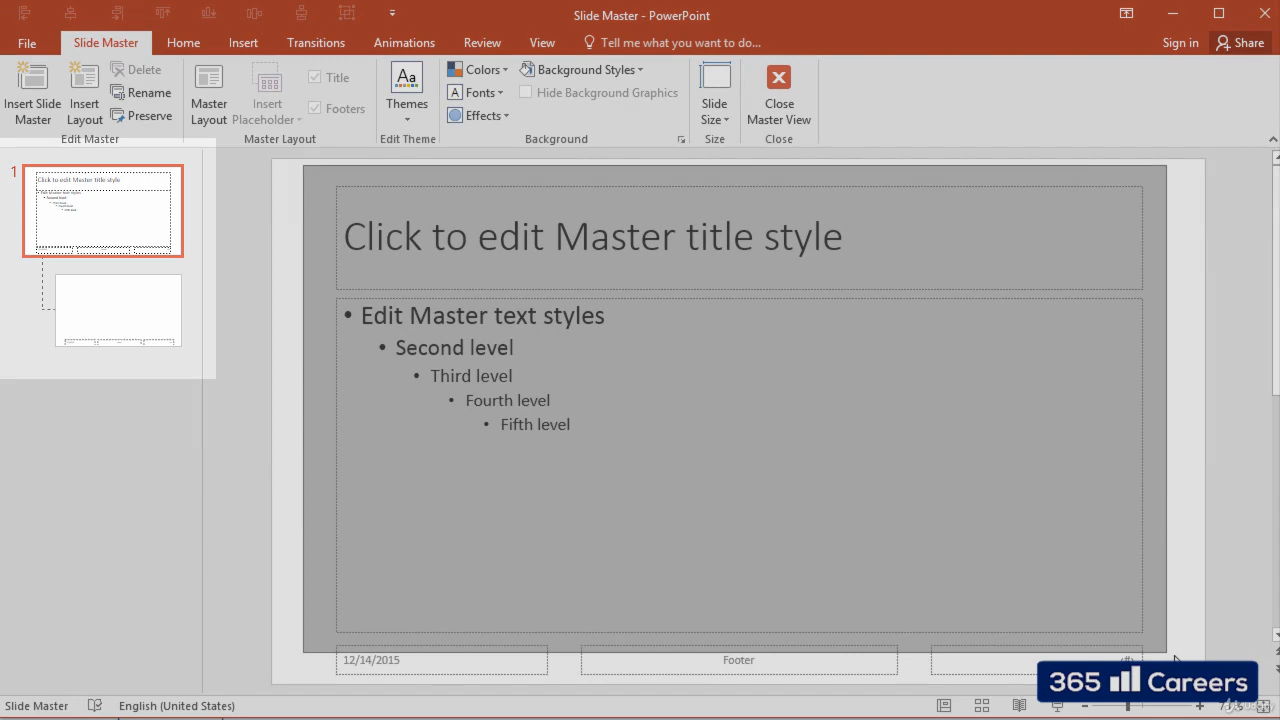 Slide Master - PowerPoint
File Slide Master Home Insert Transitions Animations Review View Tell me what you want to do... Sign in Share
Insert Slide Master
Insert Layout
Delete
Rename
Preserve
Edit Master
Master Layout
Insert Placeholder
Title
Footers
Master Layout
Themes
Edit Theme
Colors
Fonts
Effects
Background Styles
Hide Background Graphics
Background
Slide Size
Size
Close Master View
Close
1
Click to edit Master title style
Click to edit Master title style
• Edit Master text styles
• Second level
• Third level
• Fourth level
• Fifth level
12/14/2015 Footer
365 Careers
Slide Master English (United States)